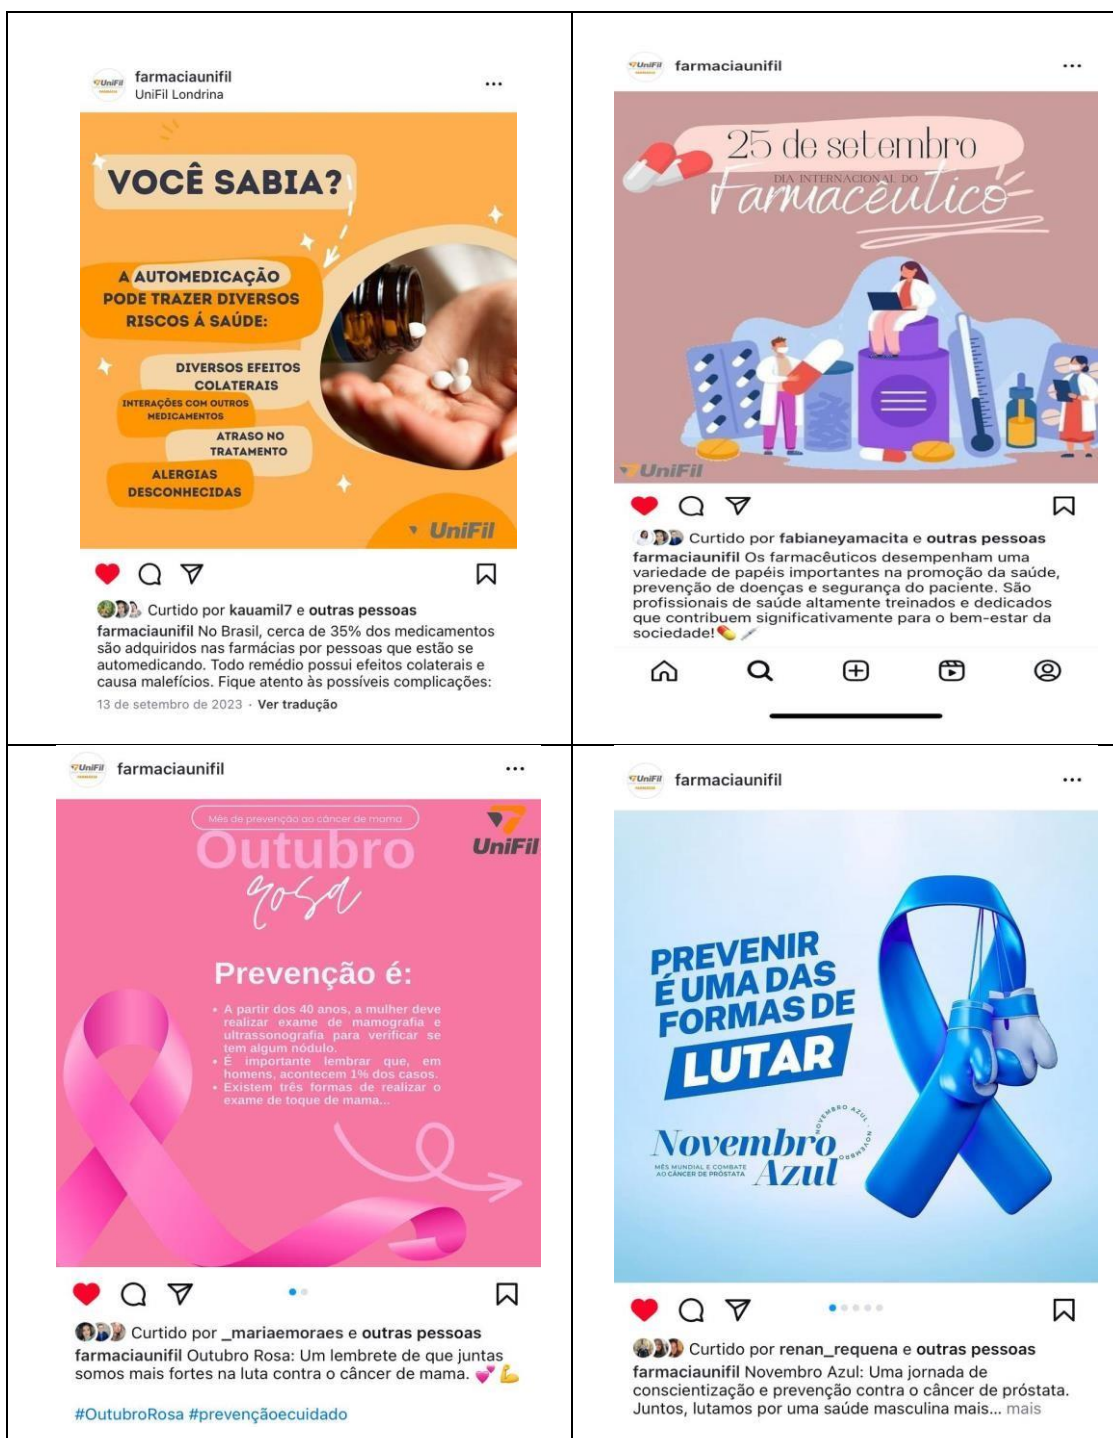 farmaciaunifil
UniFil Londrina
VOCÊ SABIA?
A AUTOMEDICAÇÃO
PODE TRAZER DIVERSOS
RISCOS Á SAÚDE:
DIVERSOS EFEITOS
COLATERAIS
INTERAÇÕES COM OUTROS
MEDICAMENTOS
ATRASO NO
TRATAMENTO
ALERGIAS
DESCONHECIDAS
UniFil
Curtido por kauamil7 e outras pessoas
farmaciaunifil No Brasil, cerca de 35% dos medicamentos
são adquiridos nas farmácias por pessoas que estão se
automedicando. Todo remédio possui efeitos colaterais e
causa malefícios. Fique atento às possíveis complicações:
13 de setembro de 2023 · Ver tradução
UniFil
farmaciaunifil
25 de setembro
DIA INTERNACIONAL DO
Farmacêutico
UniFil
Curtido por fabianeyamacita e outras pessoas
farmaciaunifil Os farmacêuticos desempenham uma
variedade de papéis importantes na promoção da saúde,
prevenção de doenças e segurança do paciente. São
profissionais de saúde altamente treinados e dedicados
que contribuem significativamente para o bem-estar da
sociedade!
UniFil
farmaciaunifil
Mês de prevenção ao câncer de mama
Outubro
rosa
UniFil
Prevenção é:
• A partir dos 40 anos, a mulher deve
realizar exame de mamografia e
ultrassonografia para verificar se
tem algum nódulo.
• É importante lembrar que, em
homens, acontecem 1% dos casos.
• Existem três formas de realizar o
exame de toque de mama...
Curtido por _mariaemoraes e outras pessoas
farmaciaunifil Outubro Rosa: Um lembrete de que juntas
somos mais fortes na luta contra o câncer de mama.
#OutubroRosa #prevençãoecuidado
UniFil
farmaciaunifil
PREVENIR
É UMA DAS
FORMAS DE
LUTAR
NOVEMBRO AZUL · NOVEMBRO
Novembro
MÊS MUNDIAL E COMBATE
AO CÂNCER DE PRÓSTATA
Azul
Curtido por renan_requena e outras pessoas
farmaciaunifil Novembro Azul: Uma jornada de
conscientização e prevenção contra o câncer de próstata.
Juntos, lutamos por uma saúde masculina mais... mais